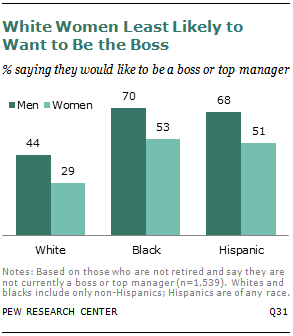 White Women Least Likely to
Want to Be the Boss
% saying they would like to be a boss or top manager
Men Women
70
68
53
51
44
29
White Black Hispanic
Notes: Based on those who are not retired and say they are
not currently a boss or top manager (n=1,539). Whites and
blacks include only non-Hispanics; Hispanics are of any race.
PEW RESEARCH CENTER Q31